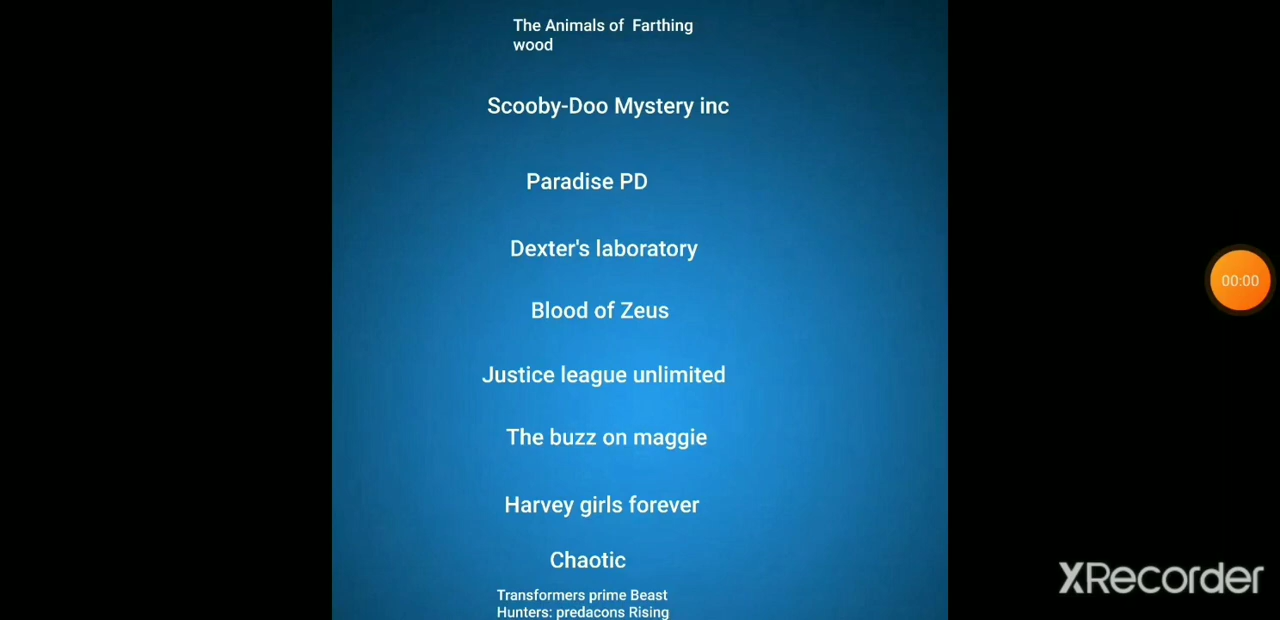 The Animals of  Farthing
wood
Scooby-Doo Mystery inc
Paradise PD
Dexter's laboratory
Blood of Zeus
00:00
Justice league unlimited
The buzz on maggie
Harvey girls forever
Chaotic
XRecorder
Transformers prime Beast
Hunters: predacons Rising